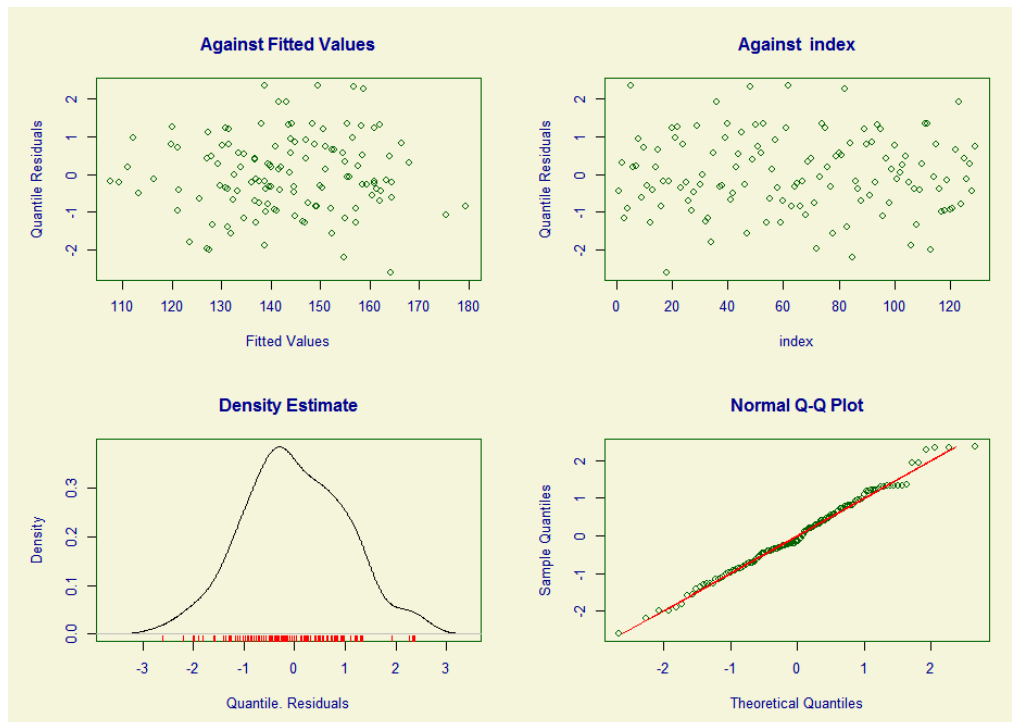 Against Fitted Values
Quantile Residuals
2
1
0
-1
-2
110 120 130 140 150 160 170 180
Fitted Values
Against index
Quantile Residuals
2
1
0
-1
-2
0 20 40 60 80 100 120
index
Density Estimate
Density
0.3
0.2
0.1
0.0
-3 -2 -1 0 1 2 3
Quantile. Residuals
Normal Q-Q Plot
Sample Quantiles
2
1
0
-1
-2
-2 -1 0 1 2
Theoretical Quantiles